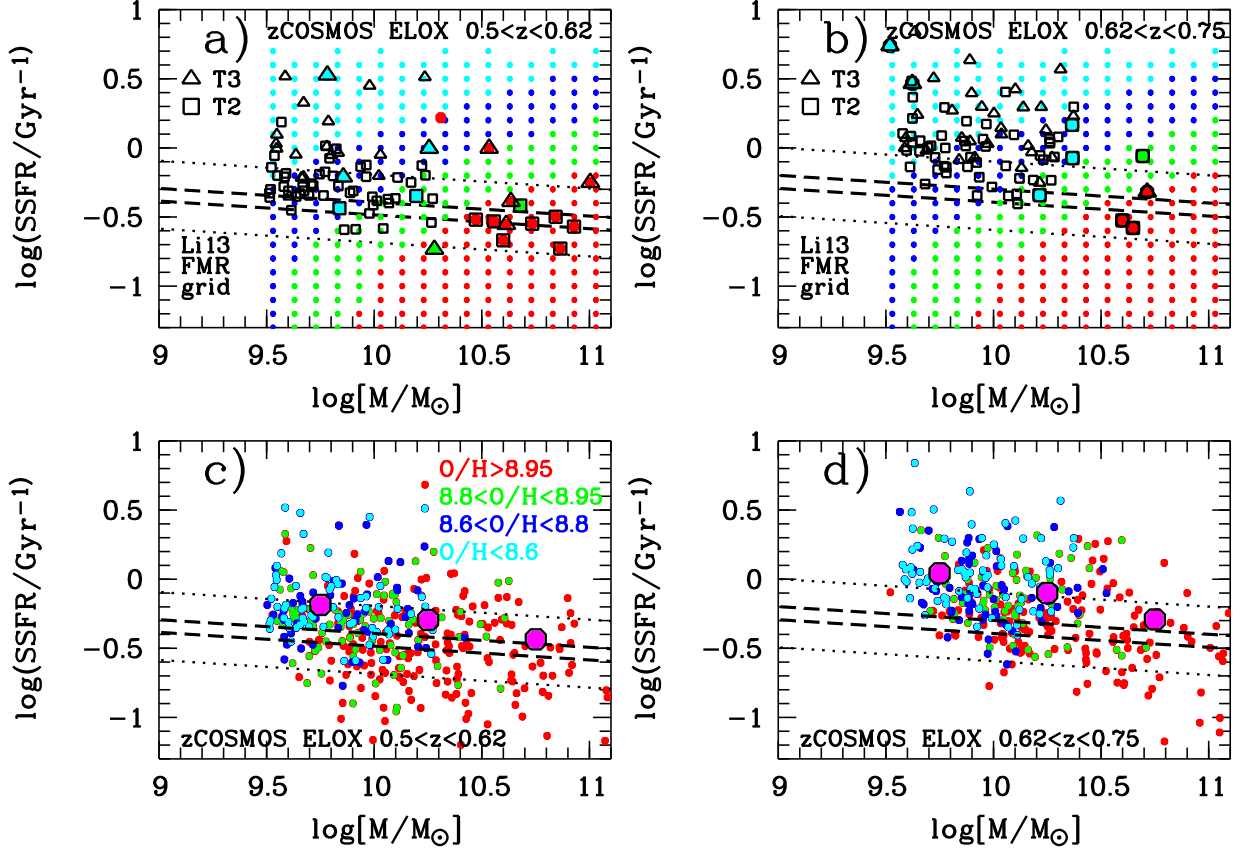 a)
zCOSMOS ELOX 0.5<z<0.62
△ T3
□ T2
Li13
FMR
grid
log(SSFR/Gyr⁻¹)
0.5
0
−0.5
−1
9
9.5
10
10.5
11
log[M/M⊙]
b)
zCOSMOS ELOX 0.62<z<0.75
△ T3
□ T2
Li13
FMR
grid
log(SSFR/Gyr⁻¹)
1
0.5
0
−0.5
−1
9
9.5
10
10.5
11
log[M/M⊙]
c)
O/H>8.95
8.8<O/H<8.95
8.6<O/H<8.8
O/H<8.6
zCOSMOS ELOX 0.5<z<0.62
log(SSFR/Gyr⁻¹)
1
0.5
0
−0.5
−1
9
9.5
10
10.5
11
log[M/M⊙]
d)
zCOSMOS ELOX 0.62<z<0.75
log(SSFR/Gyr⁻¹)
1
0.5
0
−0.5
−1
9
9.5
10
10.5
11
log[M/M⊙]